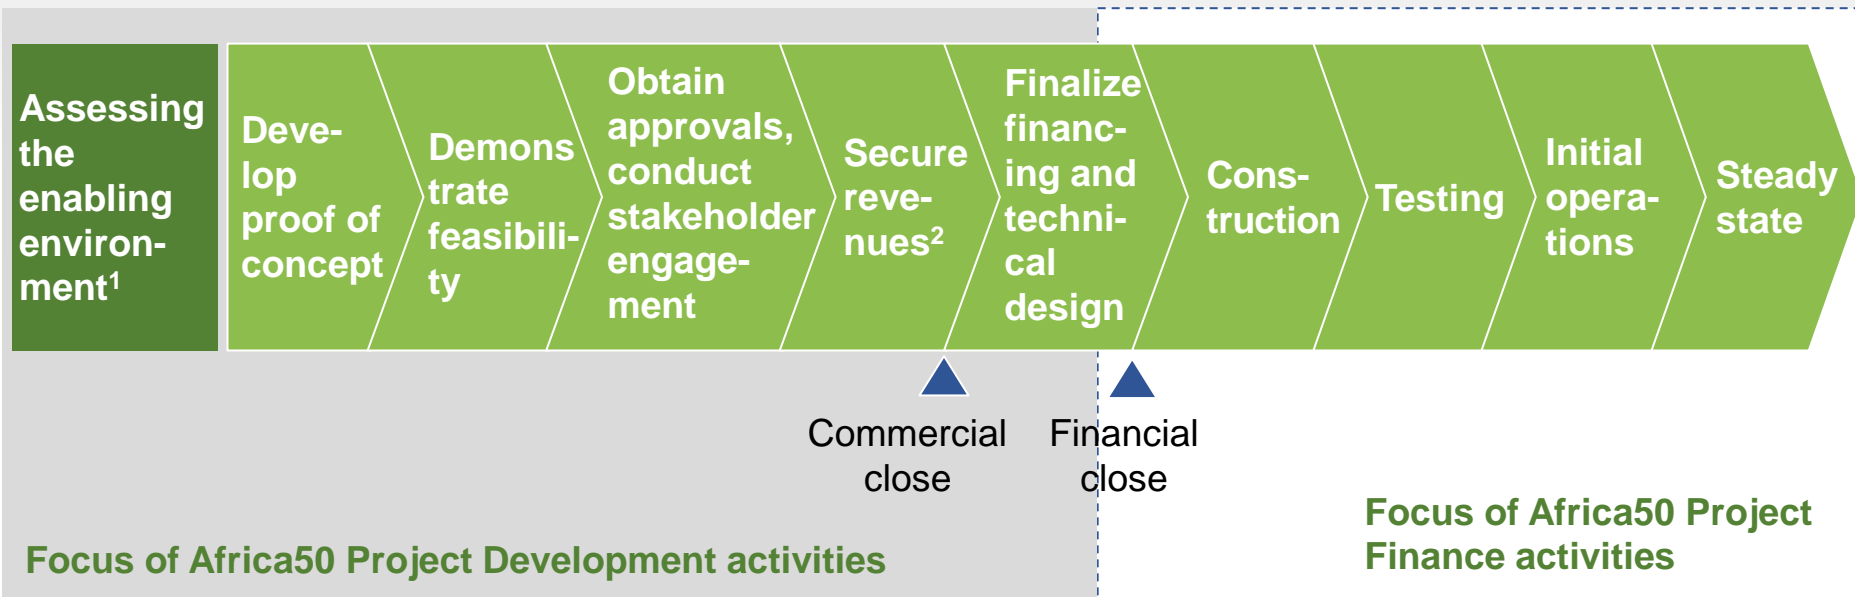 Assessing
the
enabling
environ-
ment1
Deve-
lop
proof of
concept
Demons
trate
feasibili-
ty
Obtain
approvals,
conduct
stakeholder
engage-
ment
Secure
reve-
nues2
Finalize
financ-
ing and
techni-
cal
design
Cons-
truction
Testing
Initial
opera-
tions
Steady
state
Commercial
close
Financial
close
Focus of Africa50 Project Development activities
Focus of Africa50 Project
Finance activities